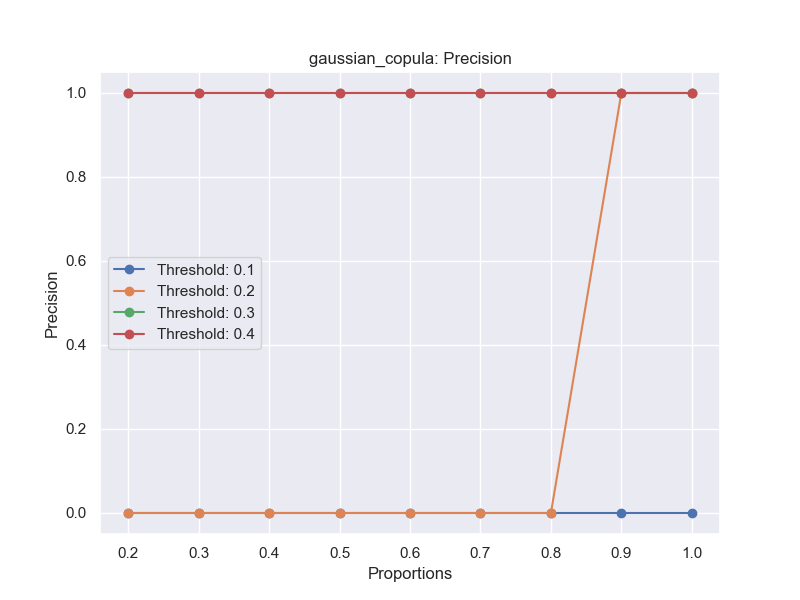 gaussian_copula: Precision
1.0
0.8
0.6
0.4
0.2
0.0
Precision
Threshold: 0.1
Threshold: 0.2
Threshold: 0.3
Threshold: 0.4
0.2 0.3 0.4 0.5 0.6 0.7 0.8 0.9 1.0
Proportions